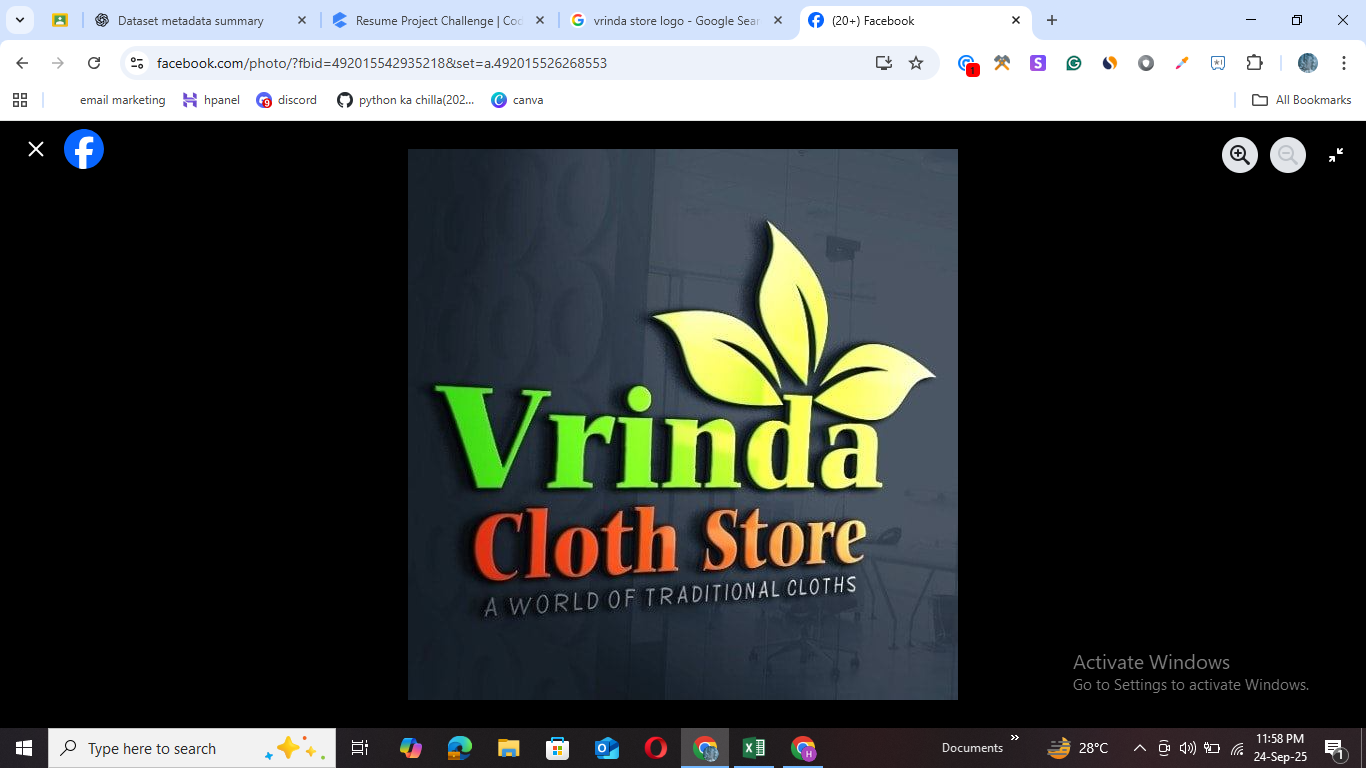 Dataset metadata summary
Resume Project Challenge | Cod
vrinda store logo - Google Sear
(20+) Facebook
facebook.com/photo/?fbid=492015542935218&set=a.492015526268553
1
S
email marketing
hpanel
discord
python ka chilla(202...
canva
All Bookmarks
Vrinda
Cloth Store
A WORLD OF TRADITIONAL CLOTHS
Activate Windows
Go to Settings to activate Windows.
Type here to search
Documents
28°C
11:58 PM
24-Sep-25
1